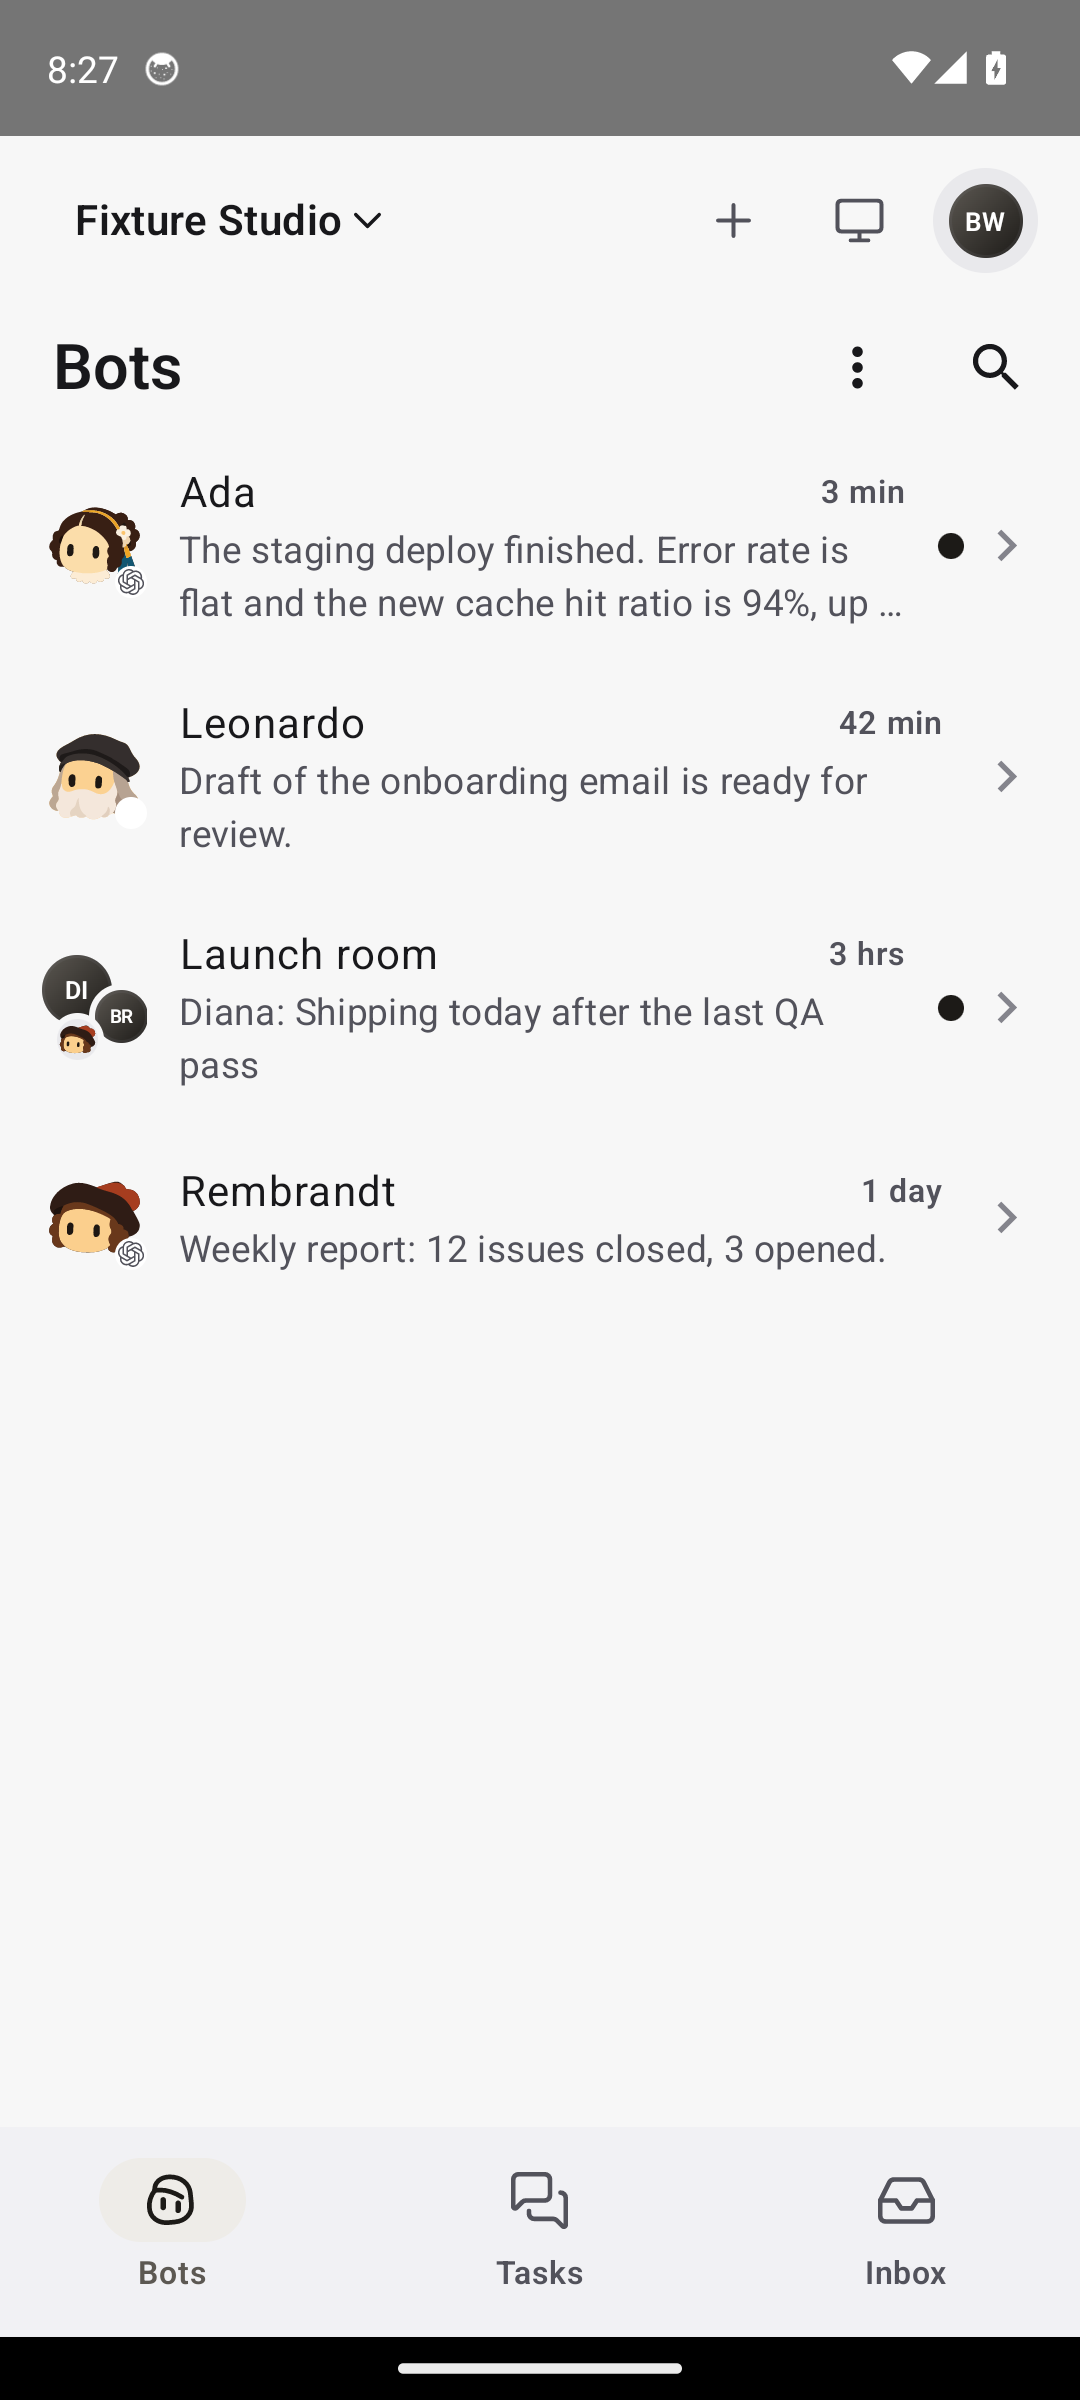 8:27
Fixture Studio
BW
Bots
Ada
3 min
The staging deploy finished. Error rate is
flat and the new cache hit ratio is 94%, up …
Leonardo
42 min
Draft of the onboarding email is ready for
review.
DI
BR
Launch room
3 hrs
Diana: Shipping today after the last QA
pass
Rembrandt
1 day
Weekly report: 12 issues closed, 3 opened.
Bots
Tasks
Inbox